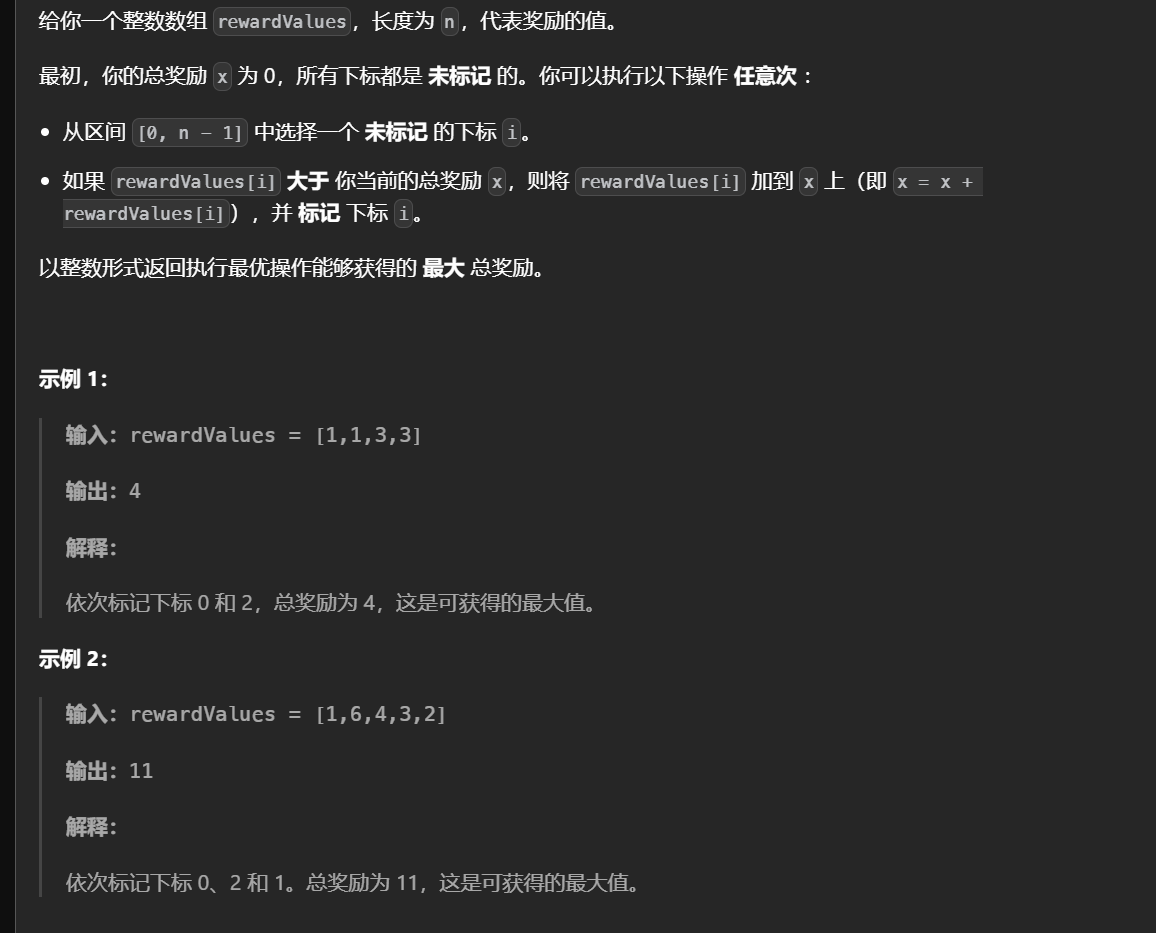 给你一个整数数组 rewardValues，长度为 n，代表奖励的值。
最初，你的总奖励 x 为 0，所有下标都是 未标记 的。你可以执行以下操作 任意次 ：
• 从区间 [0, n - 1] 中选择一个 未标记 的下标 i。
• 如果 rewardValues[i] 大于 你当前的总奖励 x，则将 rewardValues[i] 加到 x 上（即 x = x +
rewardValues[i]），并 标记 下标 i。
以整数形式返回执行最优操作能够获得的 最大 总奖励。
示例 1：
输入：rewardValues = [1,1,3,3]
输出：4
解释：
依次标记下标 0 和 2，总奖励为 4，这是可获得的最大值。
示例 2：
输入：rewardValues = [1,6,4,3,2]
输出：11
解释：
依次标记下标 0、2 和 1。总奖励为 11，这是可获得的最大值。